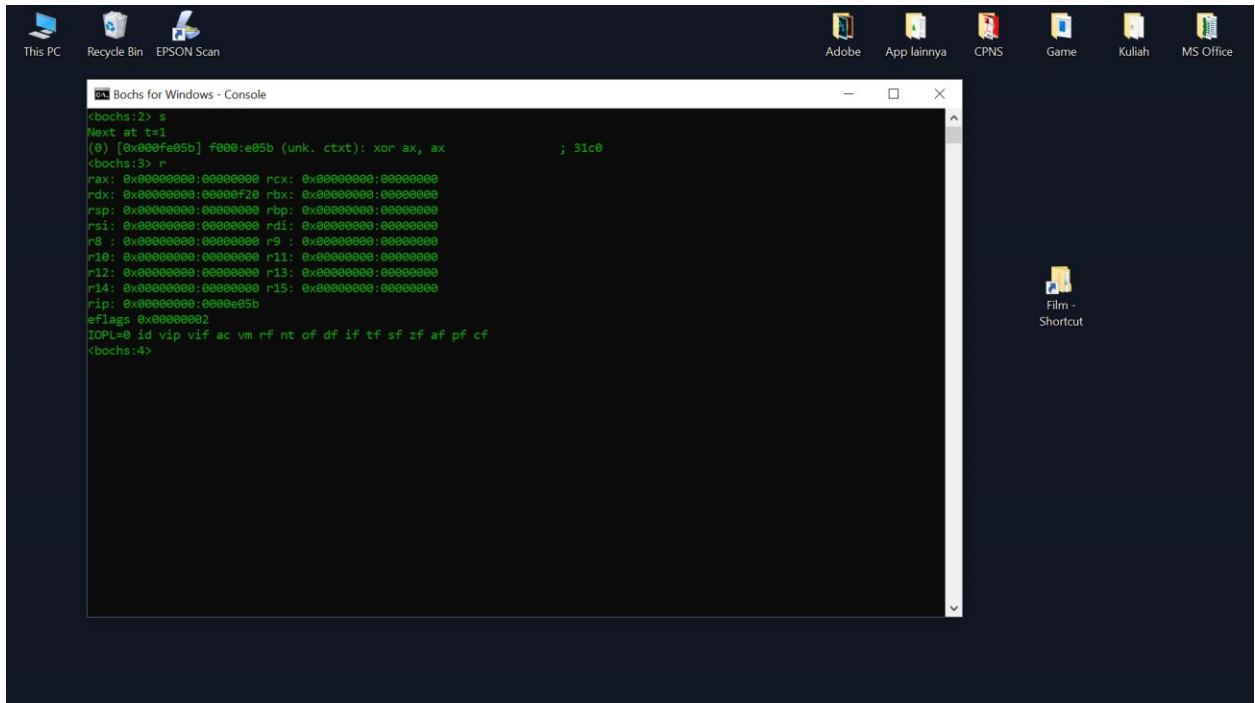 This PC
Recycle Bin
EPSON Scan
Adobe
App lainnya
CPNS
Game
Kuliah
MS Office
Bochs for Windows - Console
<bochs:2> s
Next at t=1
(0) [0x000fe05b] f000:e05b (unk. ctxt): xor ax, ax ; 31c0
<bochs:3> r
rax: 0x00000000:00000000 rcx: 0x00000000:00000000
rdx: 0x00000000:00000f20 rbx: 0x00000000:00000000
rsp: 0x00000000:00000000 rbp: 0x00000000:00000000
rsi: 0x00000000:00000000 rdi: 0x00000000:00000000
r8 : 0x00000000:00000000 r9 : 0x00000000:00000000
r10: 0x00000000:00000000 r11: 0x00000000:00000000
r12: 0x00000000:00000000 r13: 0x00000000:00000000
r14: 0x00000000:00000000 r15: 0x00000000:00000000
rip: 0x00000000:0000e05b
eflags 0x00000002
IOPL=0 id vip vif ac vm rf nt of df if tf sf zf af pf cf
<bochs:4>
Film -
Shortcut